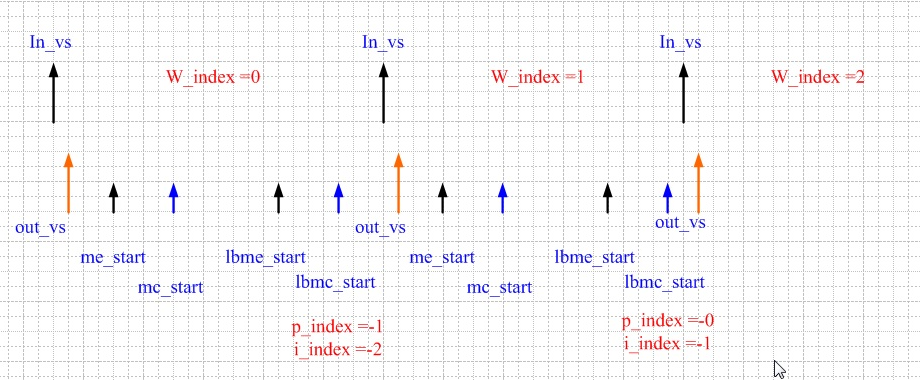 In_vs
In_vs
In_vs
W_index =0
W_index =1
W_index =2
out_vs
out_vs
out_vs
me_start
lbme_start
me_start
lbme_start
mc_start
lbmc_start
mc_start
lbmc_start
p_index =-1
i_index =-2
p_index =-0
i_index =-1